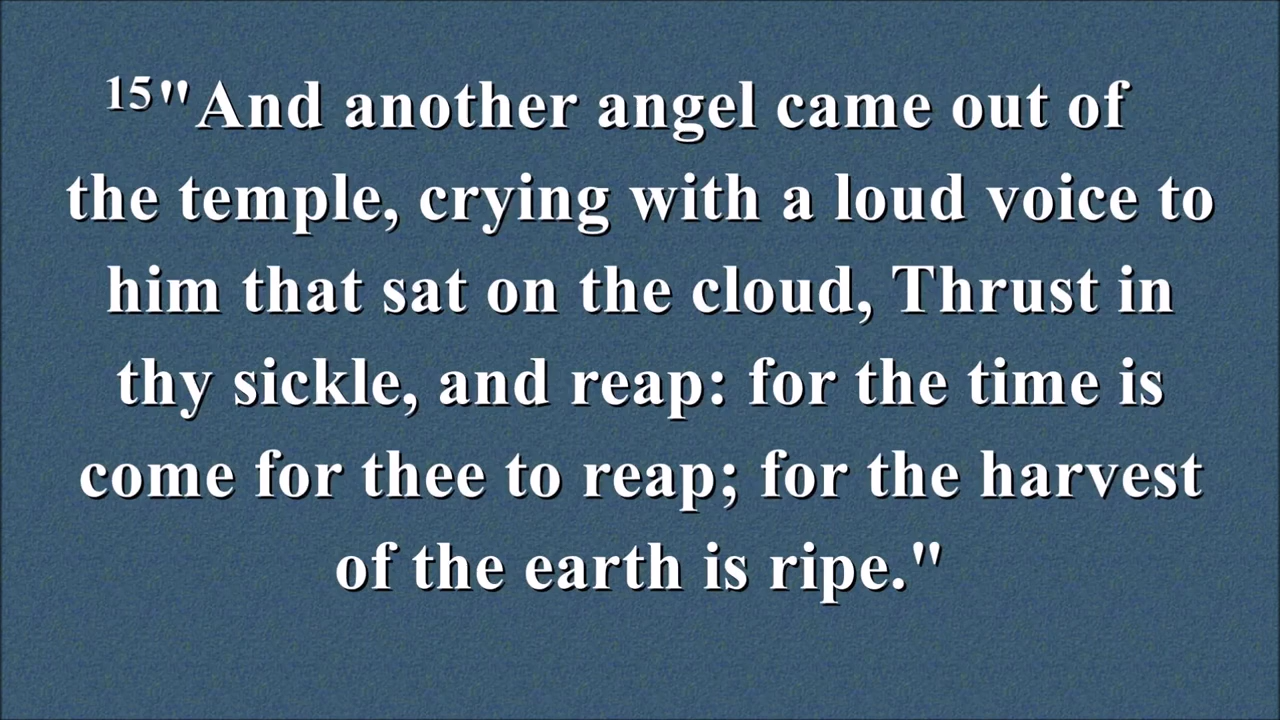 15"And another angel came out of
the temple, crying with a loud voice to
him that sat on the cloud, Thrust in
thy sickle, and reap: for the time is
come for thee to reap; for the harvest
of the earth is ripe."